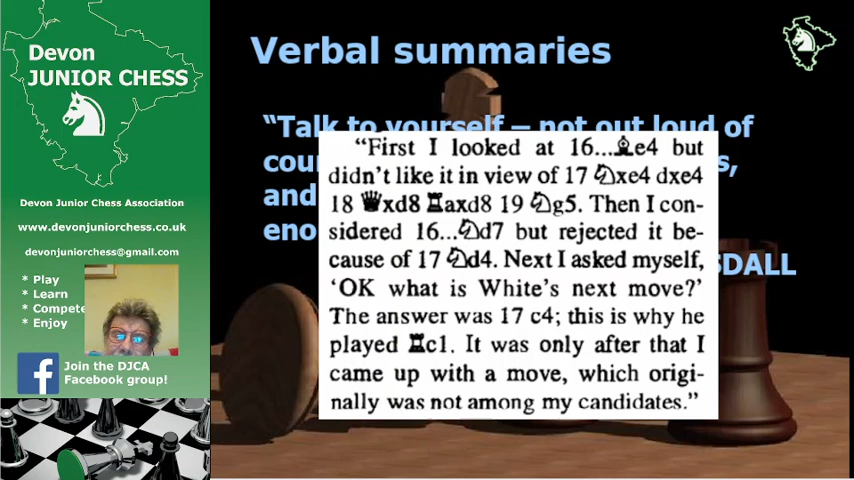 Devon
JUNIOR CHESS
Devon Junior Chess Association
www.devonjuniorchess.co.uk
devonjuniorchess@gmail.com
* Play
* Learn
* Compete
* Enjoy
Join the DJCA
Facebook group!
Verbal summaries
“Talk to yourself – not out loud of
cou
and
eno
SDALL
“First I looked at 16...♝e4 but
didn’t like it in view of 17 ♘xe4 dxe4
18 ♛xd8 ♖axd8 19 ♘g5. Then I con-
sidered 16...♘d7 but rejected it be-
cause of 17 ♘d4. Next I asked myself,
‘OK what is White’s next move?’
The answer was 17 c4; this is why he
played ♖c1. It was only after that I
came up with a move, which origi-
nally was not among my candidates.”